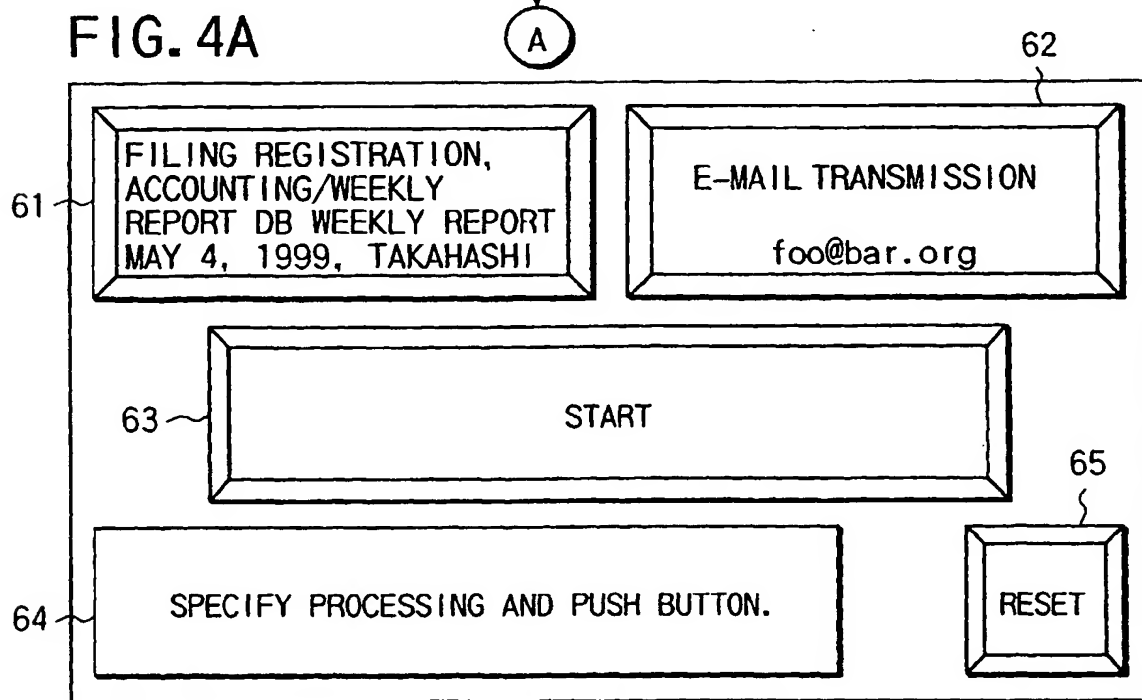 FIG. 4A
A
62
61
FILING REGISTRATION,
ACCOUNTING/WEEKLY
REPORT DB WEEKLY REPORT
MAY 4, 1999, TAKAHASHI
E-MAIL TRANSMISSION
foo@bar.org
63
START
65
64
SPECIFY PROCESSING AND PUSH BUTTON.
RESET